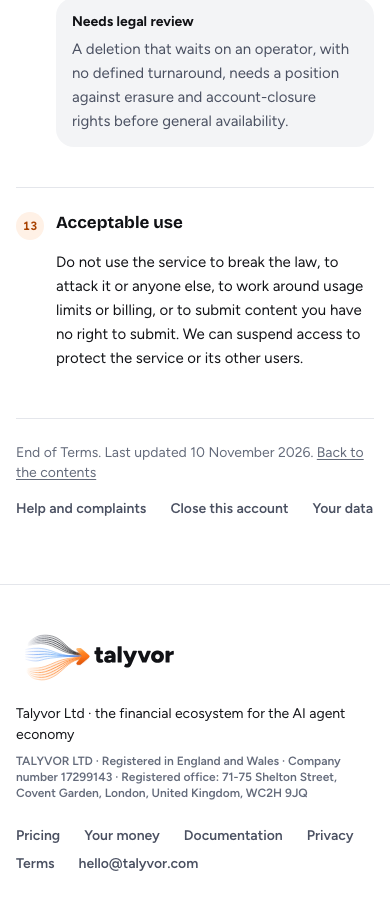 Needs legal review
A deletion that waits on an operator, with
no defined turnaround, needs a position
against erasure and account-closure
rights before general availability.
13 Acceptable use
Do not use the service to break the law, to
attack it or anyone else, to work around usage
limits or billing, or to submit content you have
no right to submit. We can suspend access to
protect the service or its other users.
End of Terms. Last updated 10 November 2026. Back to
the contents
Help and complaints Close this account Your data
talyvor
Talyvor Ltd · the financial ecosystem for the AI agent
economy
TALYVOR LTD · Registered in England and Wales · Company
number 17299143 · Registered office: 71-75 Shelton Street,
Covent Garden, London, United Kingdom, WC2H 9JQ
Pricing Your money Documentation Privacy
Terms hello@talyvor.com